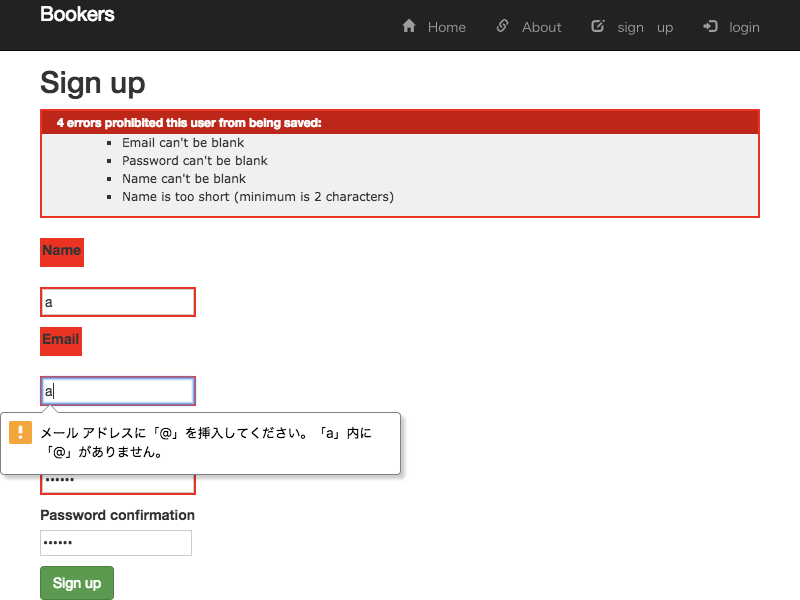 Bookers
Home About sign up login
Sign up
4 errors prohibited this user from being saved:
Email can't be blank
Password can't be blank
Name can't be blank
Name is too short (minimum is 2 characters)
Name
a
Email
a
メール アドレスに「@」を挿入してください。「a」内に
「@」がありません。
••••••
Password confirmation
••••••
Sign up